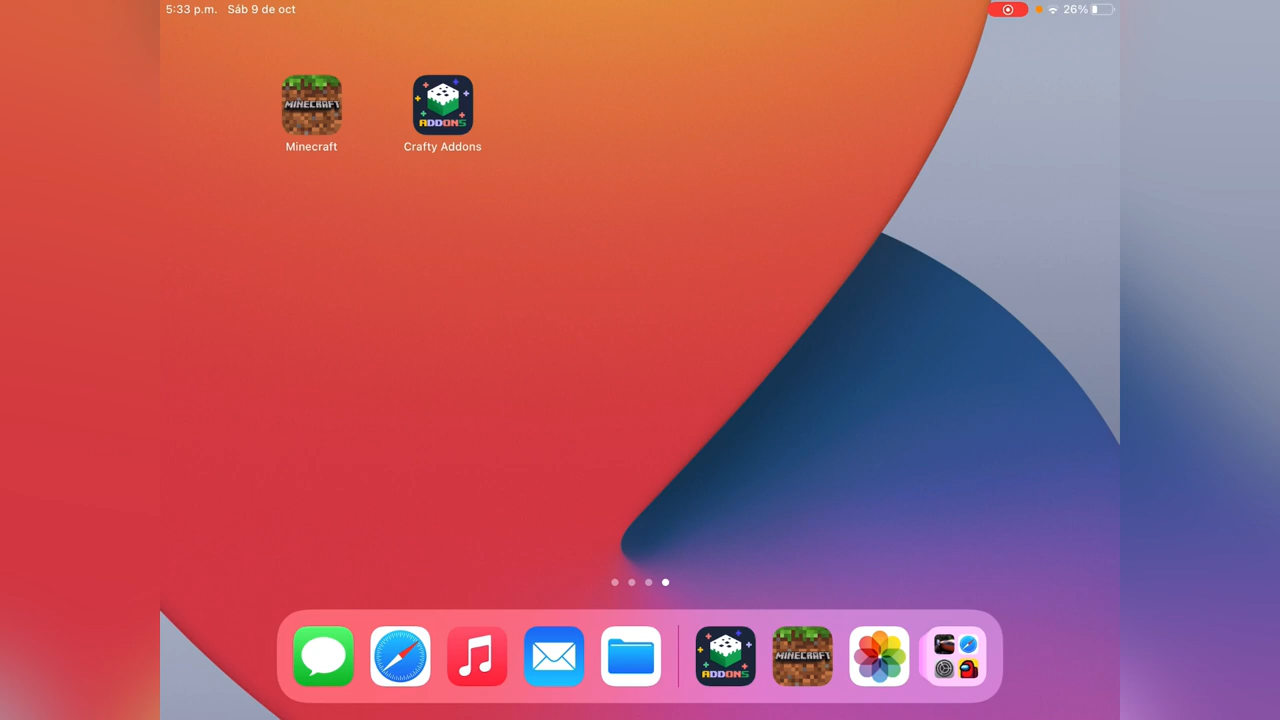 5:33 p.m. Sáb 9 de oct 26%
MINECRAFT
ADDONS
Minecraft Crafty Addons
ADDONS
MINECRAFT